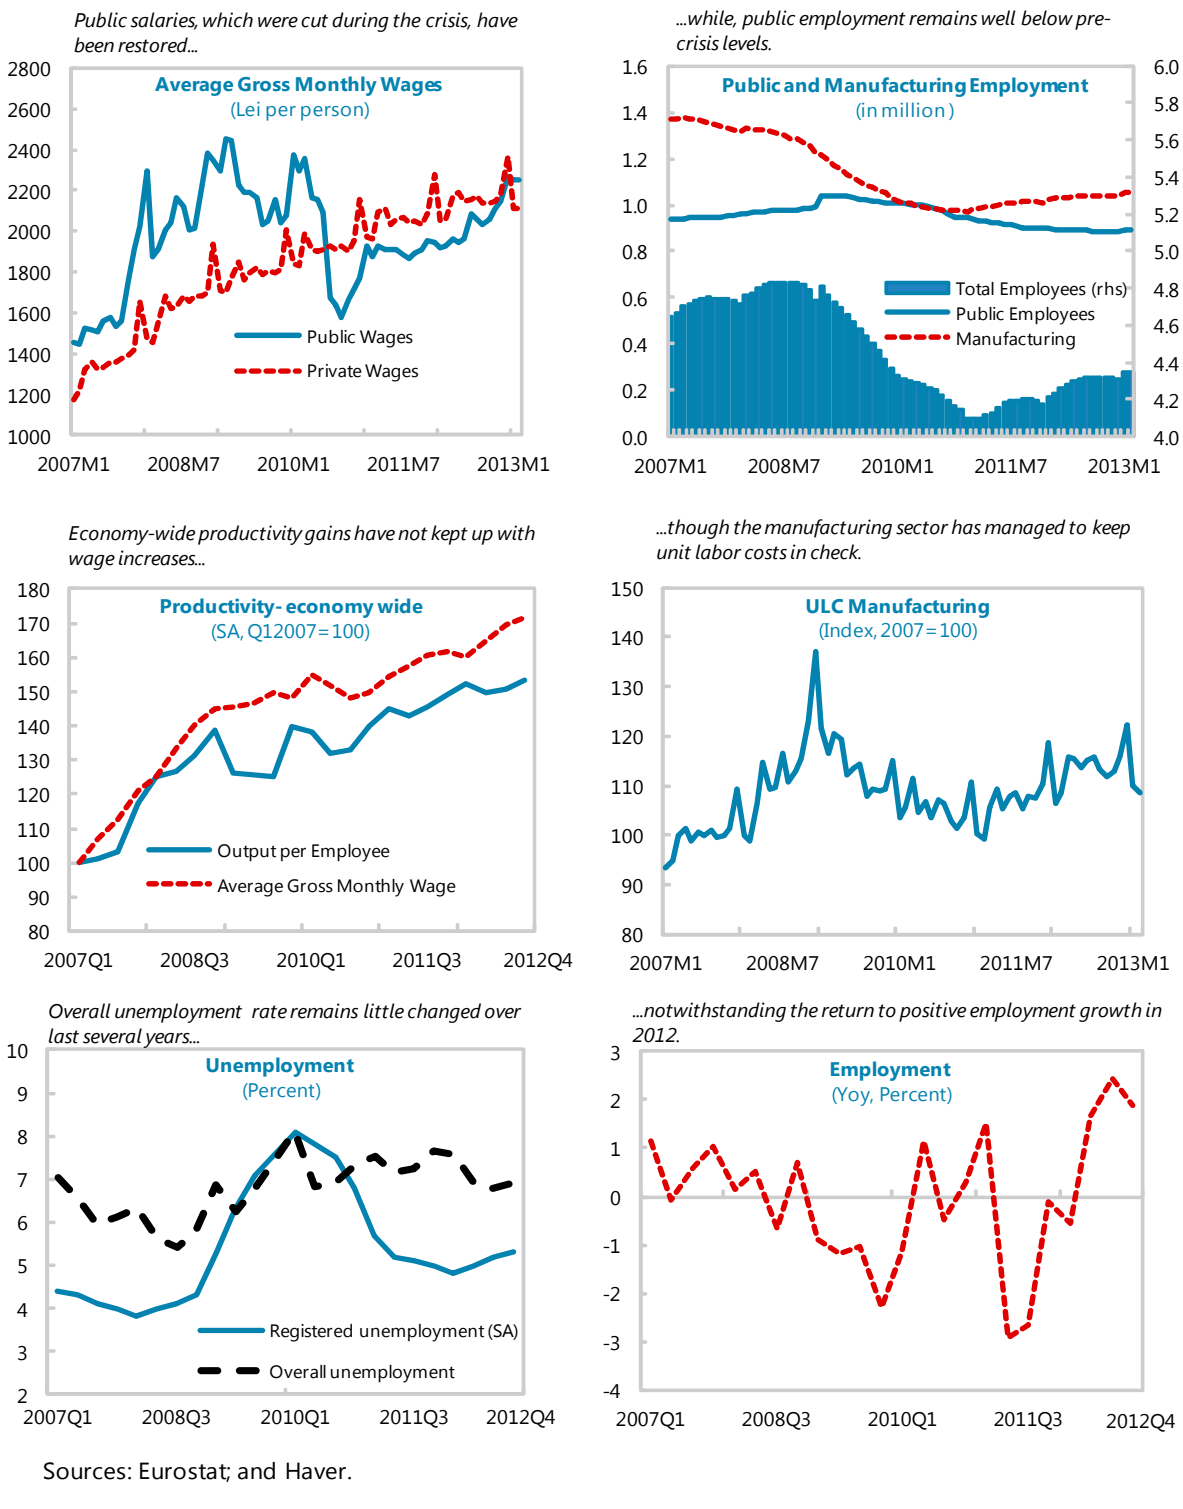 Public salaries, which were cut during the crisis, have
been restored...
2800
2600
2400
2200
2000
1800
1600
1400
1200
1000
Average Gross Monthly Wages
(Lei per person)
Public Wages
Private Wages
2007M1 2008M7 2010M1 2011M7 2013M1
...while, public employment remains well below pre-
crisis levels.
1.6
1.4
1.2
1.0
0.8
0.6
0.4
0.2
0.0
Public and Manufacturing Employment
(in million )
Total Employees (rhs)
Public Employees
Manufacturing
6.0
5.8
5.6
5.4
5.2
5.0
4.8
4.6
4.4
4.2
4.0
2007M1 2008M7 2010M1 2011M7 2013M1
Economy-wide productivity gains have not kept up with
wage increases...
180
170
160
150
140
130
120
110
100
90
80
Productivity- economy wide
(SA, Q12007=100)
Output per Employee
Average Gross Monthly Wage
2007Q1 2008Q3 2010Q1 2011Q3 2012Q4
...though the manufacturing sector has managed to keep
unit labor costs in check.
150
140
130
120
110
100
90
80
ULC Manufacturing
(Index, 2007=100)
2007M1 2008M7 2010M1 2011M7 2013M1
Overall unemployment rate remains little changed over
last several years...
10
9
8
7
6
5
4
3
2
Unemployment
(Percent)
Registered unemployment (SA)
Overall unemployment
2007Q1 2008Q3 2010Q1 2011Q3 2012Q4
...notwithstanding the return to positive employment growth in
2012.
3
2
1
0
-1
-2
-3
-4
Employment
(Yoy, Percent)
2007Q1 2008Q3 2010Q1 2011Q3 2012Q4
Sources: Eurostat; and Haver.